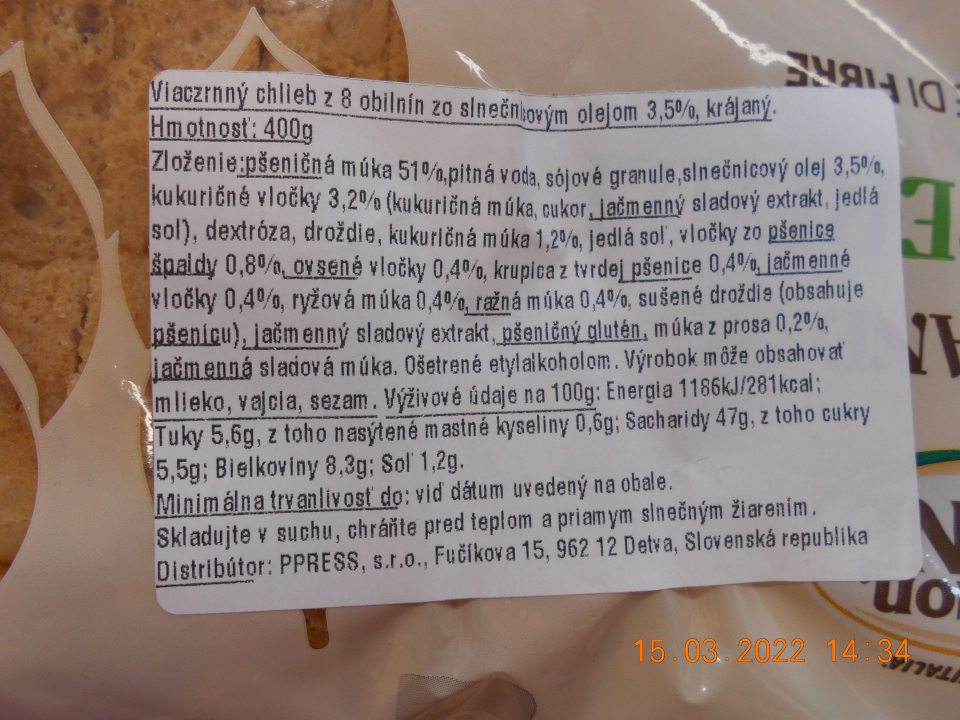 Viaczrnný chlieb z 8 obilnín zo slnečnicovým olejom 3,5%, krájaný.
Hmotnosť: 400g
Zloženie:pšeničná múka 51%,pitná voda, sójové granule,slnečnicový olej 3,5%,
kukuričné vločky 3,2% (kukuričná múka, cukor, jačmenný sladový extrakt, jedlá
soľ), dextróza, droždie, kukuričná múka 1,2%, jedlá soľ, vločky zo pšenice
špaldy 0,8%, ovsené vločky 0,4%, krupica z tvrdej pšenice 0,4%, jačmenné
vločky 0,4%, ryžová múka 0,4%, ražná múka 0,4%, sušené droždie (obsahuje
pšenicu), jačmenný sladový extrakt, pšeničný glutén, múka z prosa 0,2%,
jačmenná sladová múka. Ošetrené etylalkoholom. Výrobok môže obsahovať
mlieko, vajcia, sezam. Výživové údaje na 100g: Energia 1186kJ/281kcal;
Tuky 5,6g, z toho nasýtené mastné kyseliny 0,6g; Sacharidy 47g, z toho cukry
5,5g; Bielkoviny 8,3g; Soľ 1,2g.
Minimálna trvanlivosť do: viď dátum uvedený na obale.
Skladujte v suchu, chráňte pred teplom a priamym slnečným žiarením.
Distribútor: PPRESS, s.r.o., Fučíkova 15, 962 12 Detva, Slovenská republika
DI FIBRE
15.03.2022 14:34